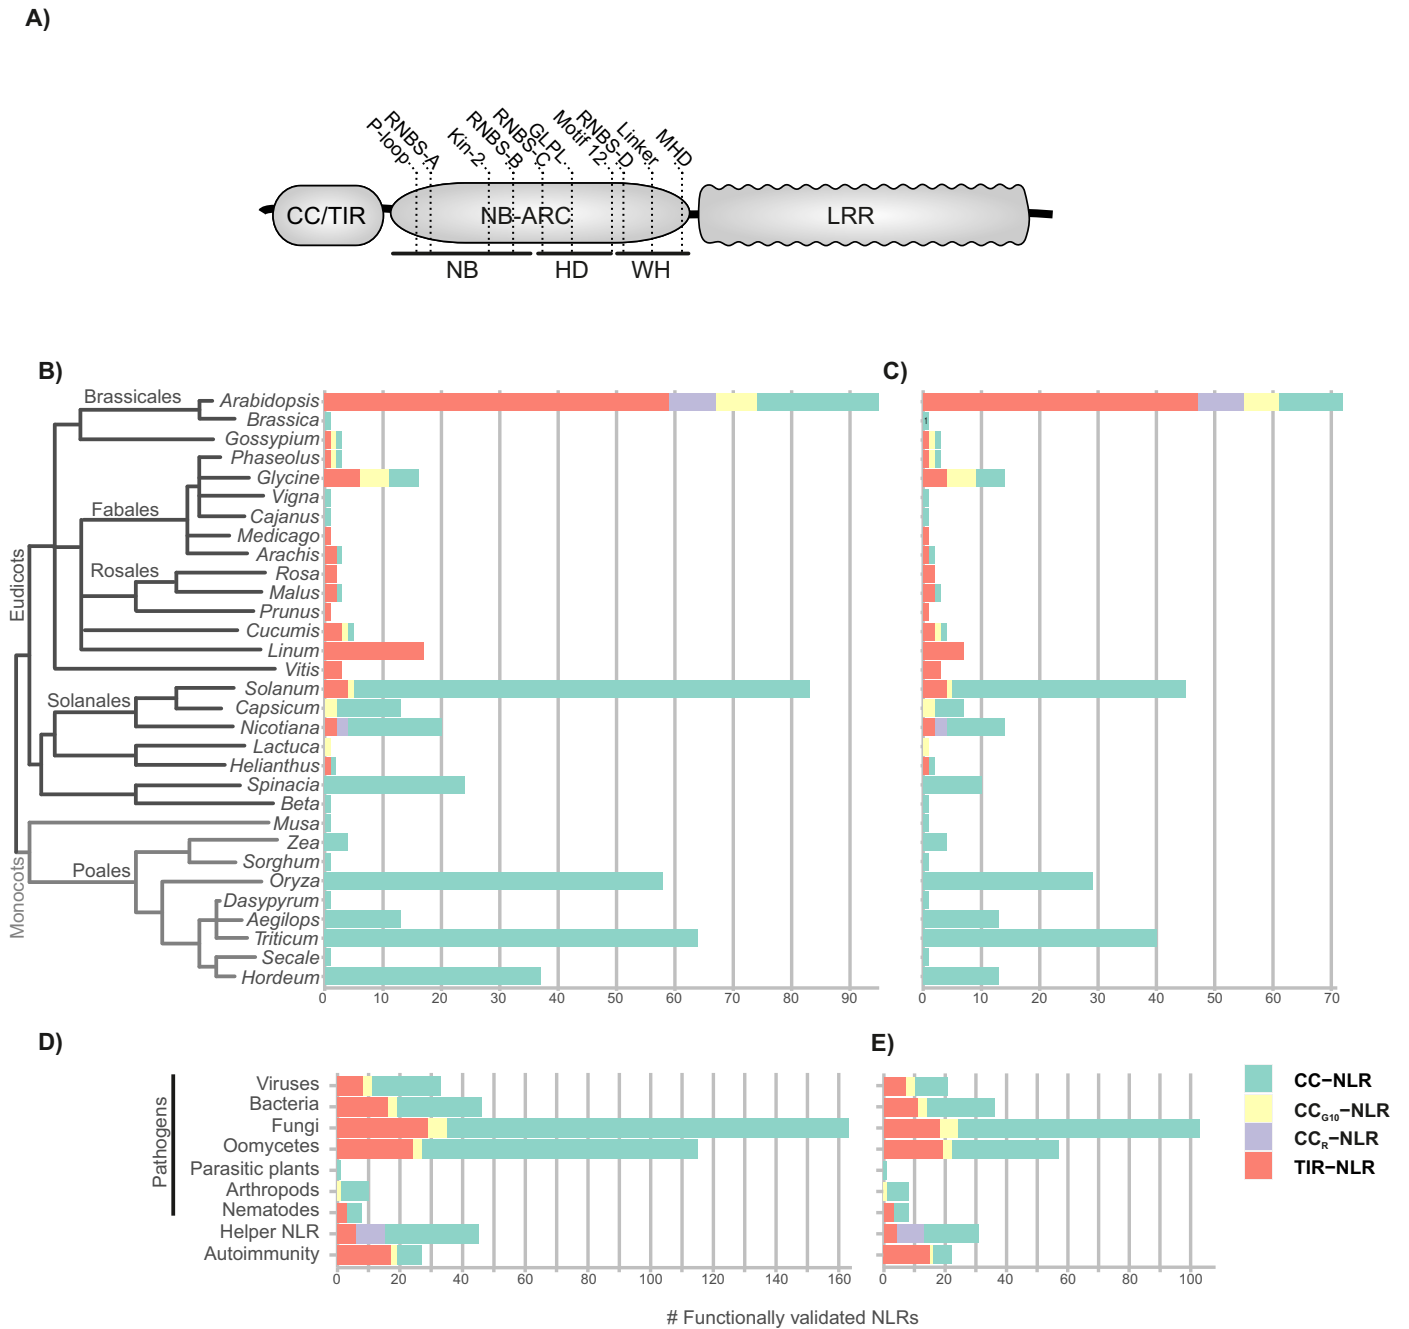 A)
P-loop
RNBS-A
Kin-2
RNBS-B
RNBS-C
GLPL
Motif 12
RNBS-D
Linker
MHD
CC/TIR
NB-ARC
LRR
NB
HD
WH
B)
C)
Eudicots
Monocots
Brassicales
Fabales
Rosales
Solanales
Poales
Arabidopsis
Brassica
1
Gossypium
Phaseolus
Glycine
Vigna
Cajanus
Medicago
Arachis
Rosa
Malus
Prunus
Cucumis
Linum
Vitis
Solanum
Capsicum
Nicotiana
Lactuca
Helianthus
Spinacia
Beta
Musa
Zea
Sorghum
Oryza
Dasypyrum
Aegilops
Triticum
Secale
Hordeum
0 10 20 30 40 50 60 70 80 90
0 10 20 30 40 50 60 70
D)
E)
Pathogens
Viruses
Bacteria
Fungi
Oomycetes
Parasitic plants
Arthropods
Nematodes
Helper NLR
Autoimmunity
0 20 40 60 80 100 120 140 160
0 20 40 60 80 100
CC–NLR
CCG10–NLR
CCR–NLR
TIR–NLR
# Functionally validated NLRs